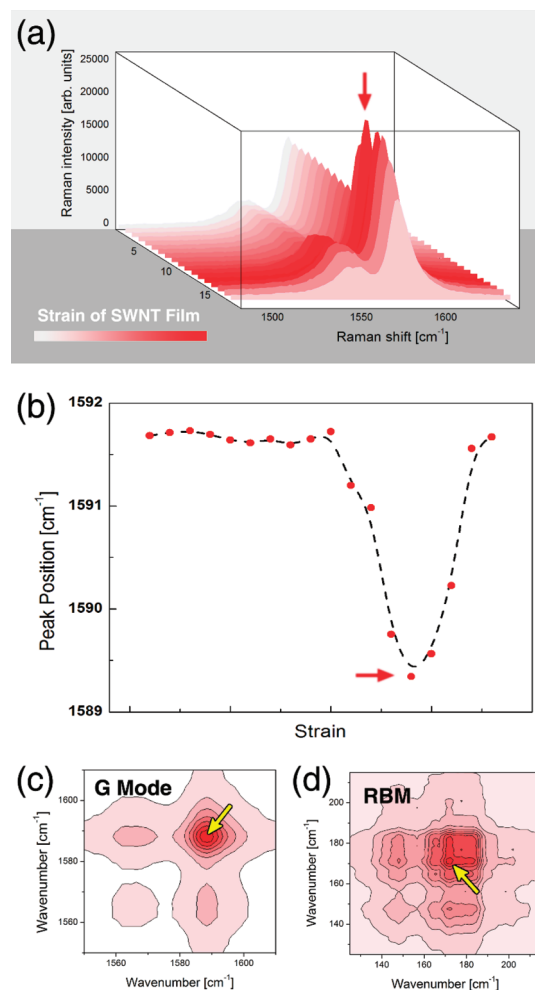 (a)
Raman intensity [arb. units]
25000
20000
15000
10000
5000
0
5
10
15
1500
1550
1600
Raman shift [cm⁻¹]
Strain of SWNT Film
(b)
Peak Position [cm⁻¹]
1592
1591
1590
1589
Strain
(c)
G Mode
Wavenumber [cm⁻¹]
1610
1600
1580
1560
1560
1580
1600
Wavenumber [cm⁻¹]
(d)
RBM
Wavenumber [cm⁻¹]
200
180
160
140
140
160
180
200
Wavenumber [cm⁻¹]